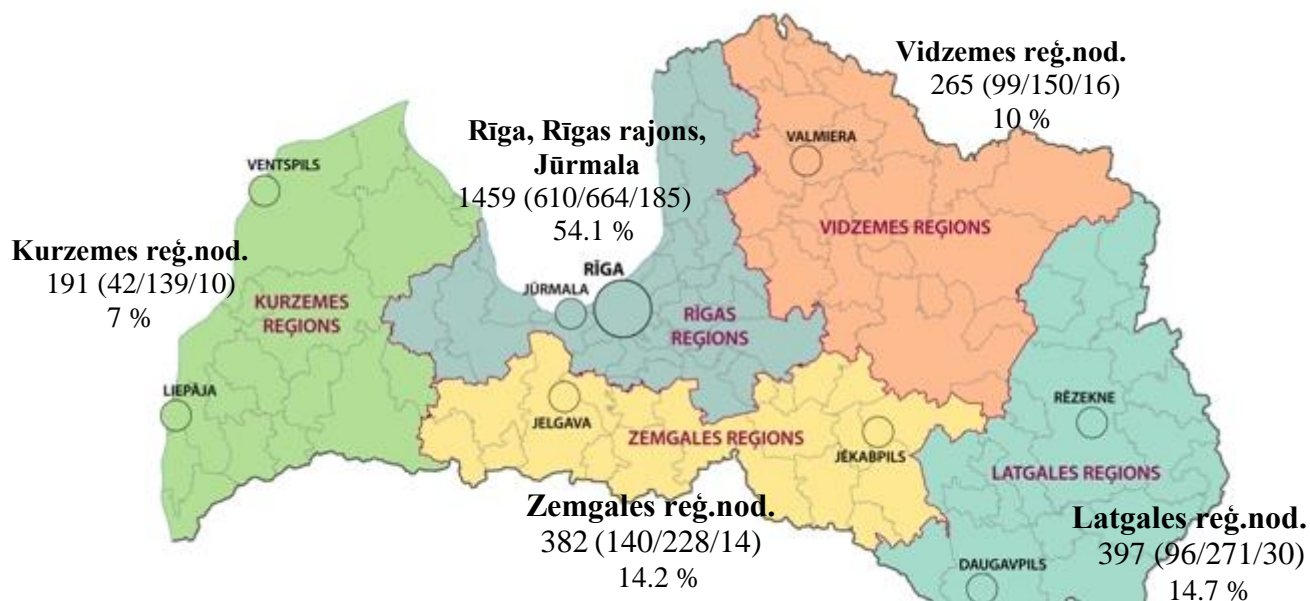 Vidzemes reģ.nod.
265 (99/150/16)
10 %
Rīga, Rīgas rajons,
Jūrmala
1459 (610/664/185)
54.1 %
VALMIERA
VENTSPILS
VIDZEMES REĢIONS
Kurzemes reģ.nod.
191 (42/139/10)
7 %
RĪGA
JŪRMALA
KURZEMES
REĢIONS
RĪGAS
REĢIONS
LIEPĀJA
RĒZEKNE
JELGAVA
ZEMGALES REĢIONS
JĒKABPILS
LATGALES REĢIONS
Zemgales reģ.nod.
382 (140/228/14)
14.2 %
Latgales reģ.nod.
397 (96/271/30)
14.7 %
DAUGAVPILS